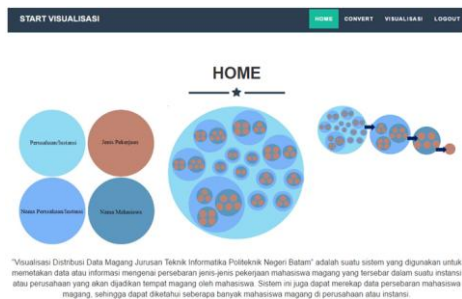 START VISUALISASI
HOME CONVERT VISUALISASI LOGOUT
HOME
Perusahaan/Instansi
Jenis Pekerjaan
Nama Perusahaan/Instansi
Nama Mahasiswa
"Visualisasi Distribusi Data Magang Jurusan Teknik Informatika Politeknik Negeri Batam" adalah suatu sistem yang digunakan untuk
memetakan data atau informasi mengenai persebaran jenis-jenis pekerjaan mahasiswa magang yang tersebar dalam suatu instansi
atau perusahaan yang akan dijadikan tempat magang oleh mahasiswa. Sistem ini juga dapat merekap data persebaran mahasiswa
magang, sehingga dapat diketahui seberapa banyak mahasiswa magang di perusahaan atau instansi.